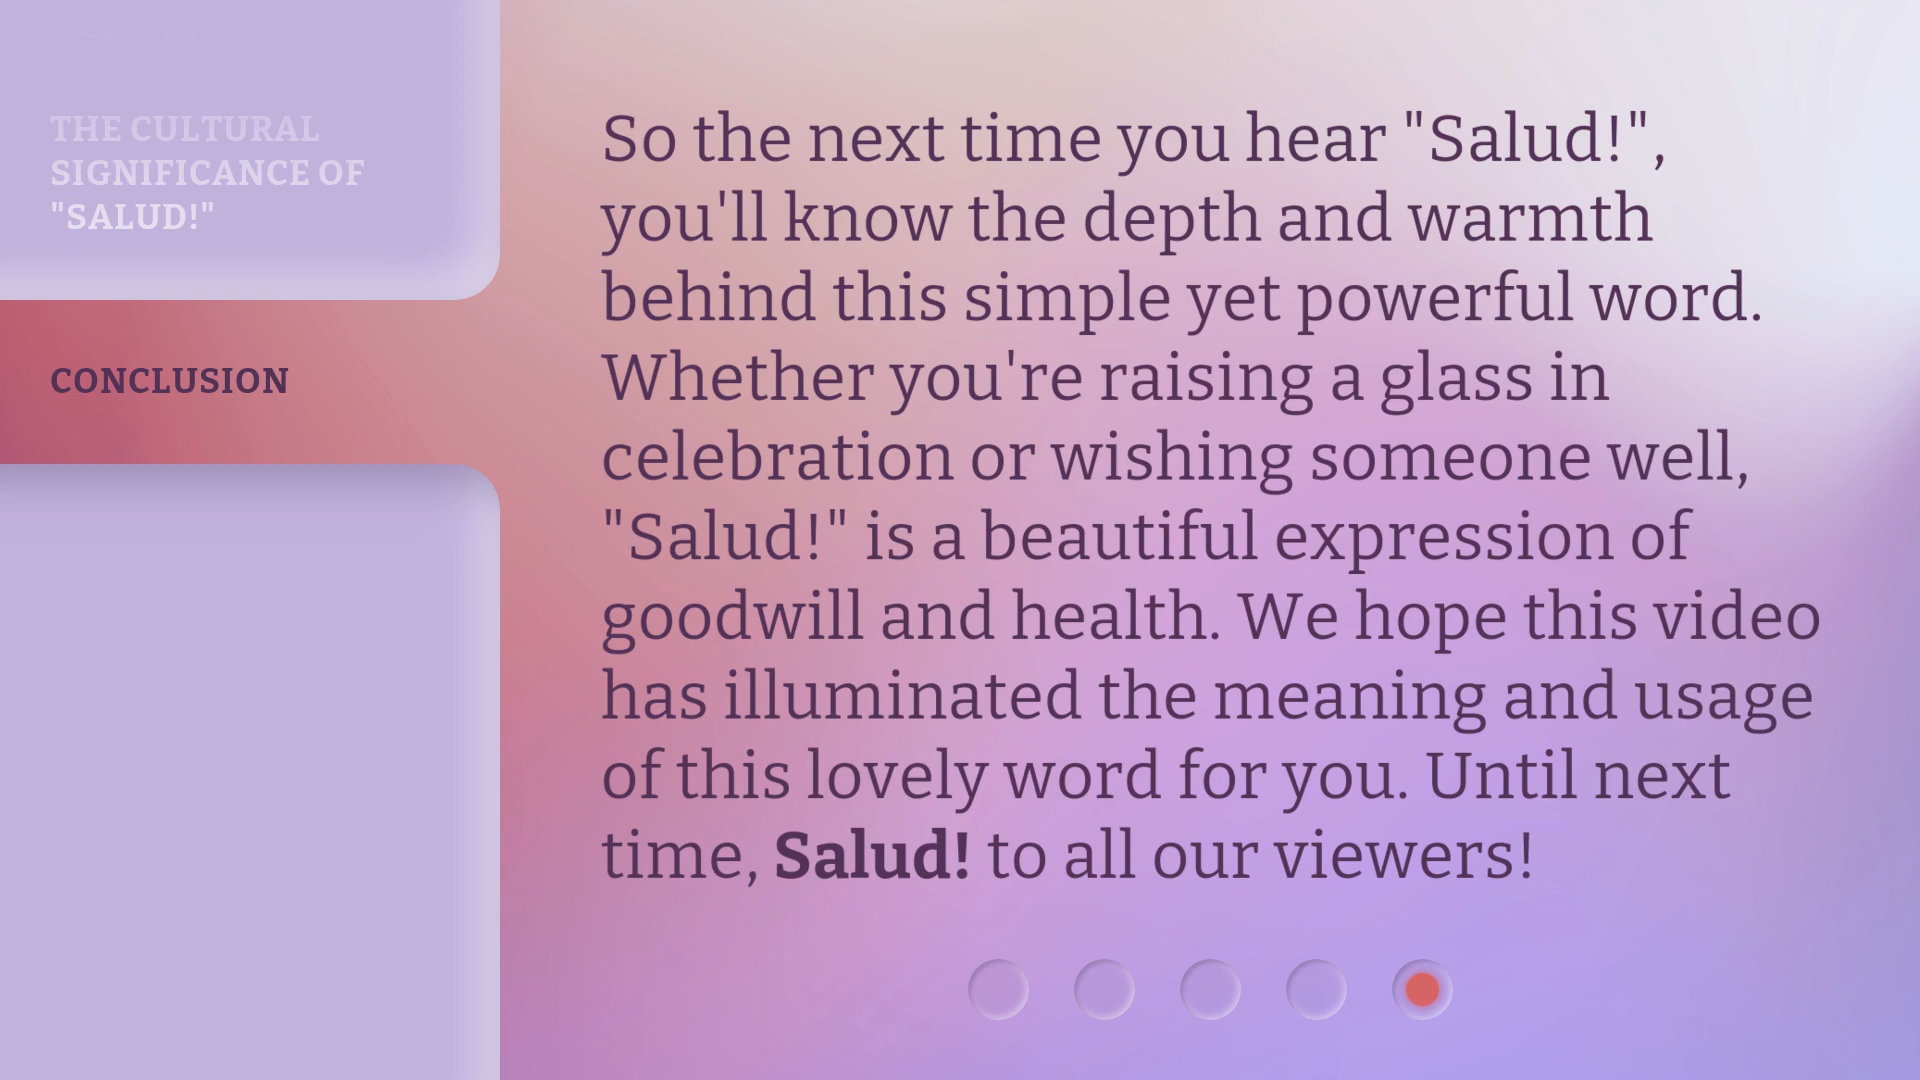 "SALUD!"
THE CULTURAL
SIGNIFICANCE OF
"SALUD!"
CONCLUSION
So the next time you hear "Salud!",
you'll know the depth and warmth
behind this simple yet powerful word.
Whether you're raising a glass in
celebration or wishing someone well,
"Salud!" is a beautiful expression of
goodwill and health. We hope this video
has illuminated the meaning and usage
of this lovely word for you. Until next
time, Salud! to all our viewers!